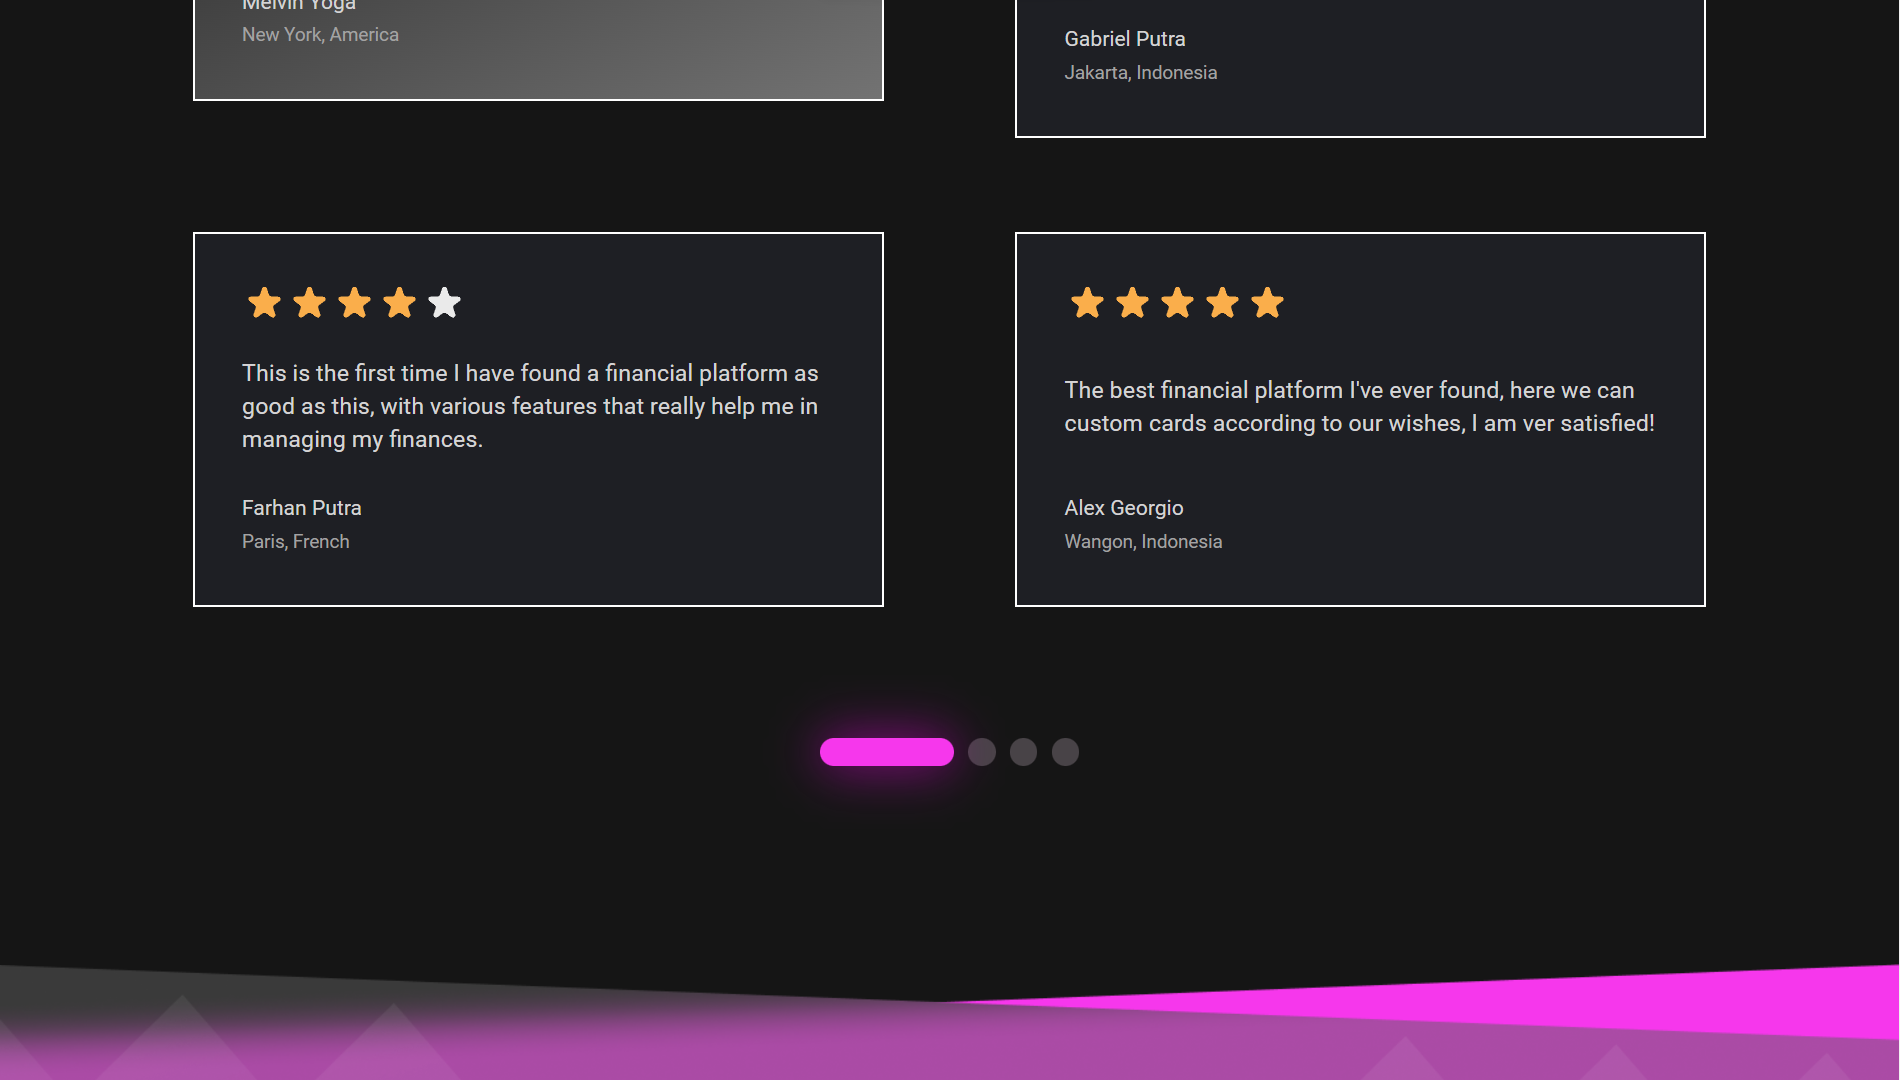 Melvin Yoga
New York, America
Gabriel Putra
Jakarta, Indonesia
This is the first time I have found a financial platform as
good as this, with various features that really help me in
managing my finances.
Farhan Putra
Paris, French
The best financial platform I've ever found, here we can
custom cards according to our wishes, I am ver satisfied!
Alex Georgio
Wangon, Indonesia